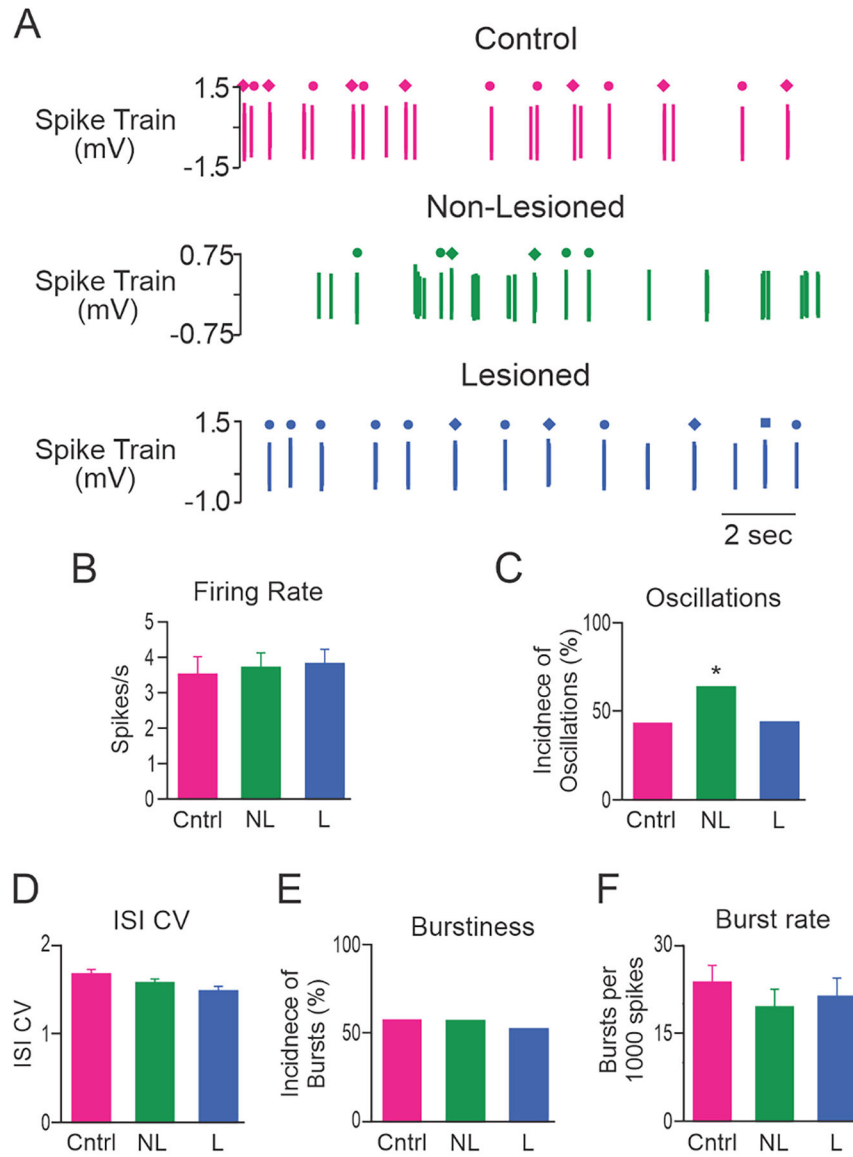 A
Control
1.5
Spike Train
(mV)
-1.5
Non-Lesioned
0.75
Spike Train
(mV)
-0.75
Lesioned
1.5
Spike Train
(mV)
-1.0
2 sec
B
Firing Rate
Spikes/s
5
4
3
2
1
0
Cntrl NL L
C
Oscillations
Incidnece of
Oscillations (%)
100
50
0
*
Cntrl NL L
D
ISI CV
ISI CV
2
1
0
Cntrl NL L
E
Burstiness
Incidnece of
Bursts (%)
100
50
0
Cntrl NL L
F
Burst rate
Bursts per
1000 spikes
30
15
0
Cntrl NL L